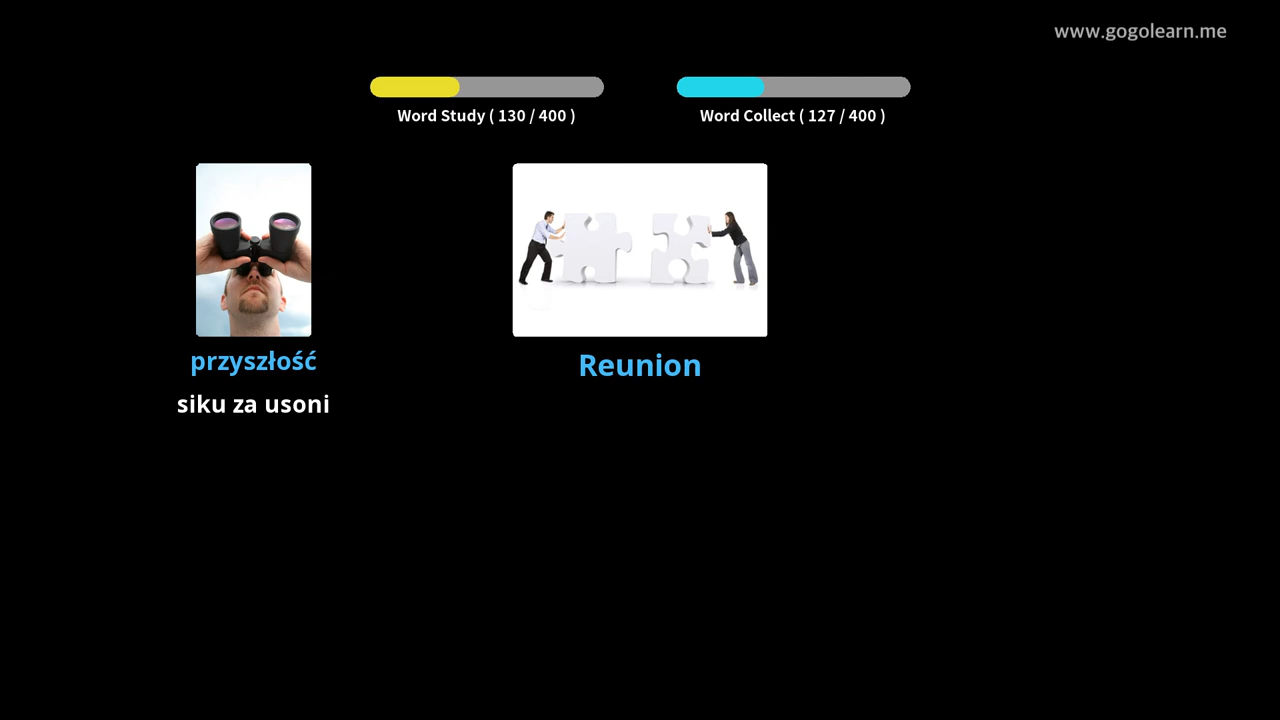 www.gogolearn.me
Word Study ( 130 / 400 )
Word Collect ( 127 / 400 )
przyszłość
siku za usoni
Reunion